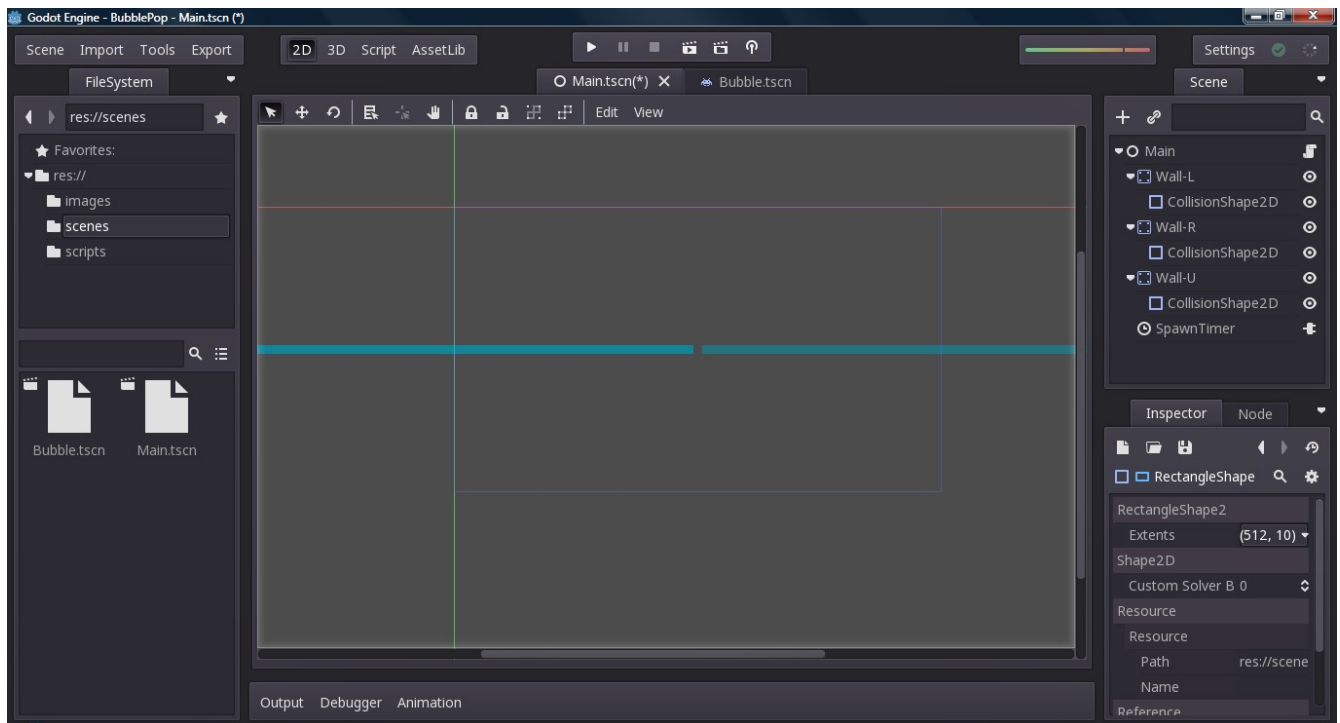 Godot Engine - BubblePop - Main.tscn (*)
Scene Import Tools Export 2D 3D Script AssetLib Settings
FileSystem Main.tscn(*) X Bubble.tscn Scene
res://scenes Edit View
Favorites:
res://
images
scenes
scripts
Bubble.tscn Main.tscn
Main
Wall-L
CollisionShape2D
Wall-R
CollisionShape2D
Wall-U
CollisionShape2D
SpawnTimer
Inspector Node
RectangleShape
RectangleShape2
Extents (512, 10)
Shape2D
Custom Solver B 0
Resource
Resource
Path res://scene
Name
Reference
Output Debugger Animation